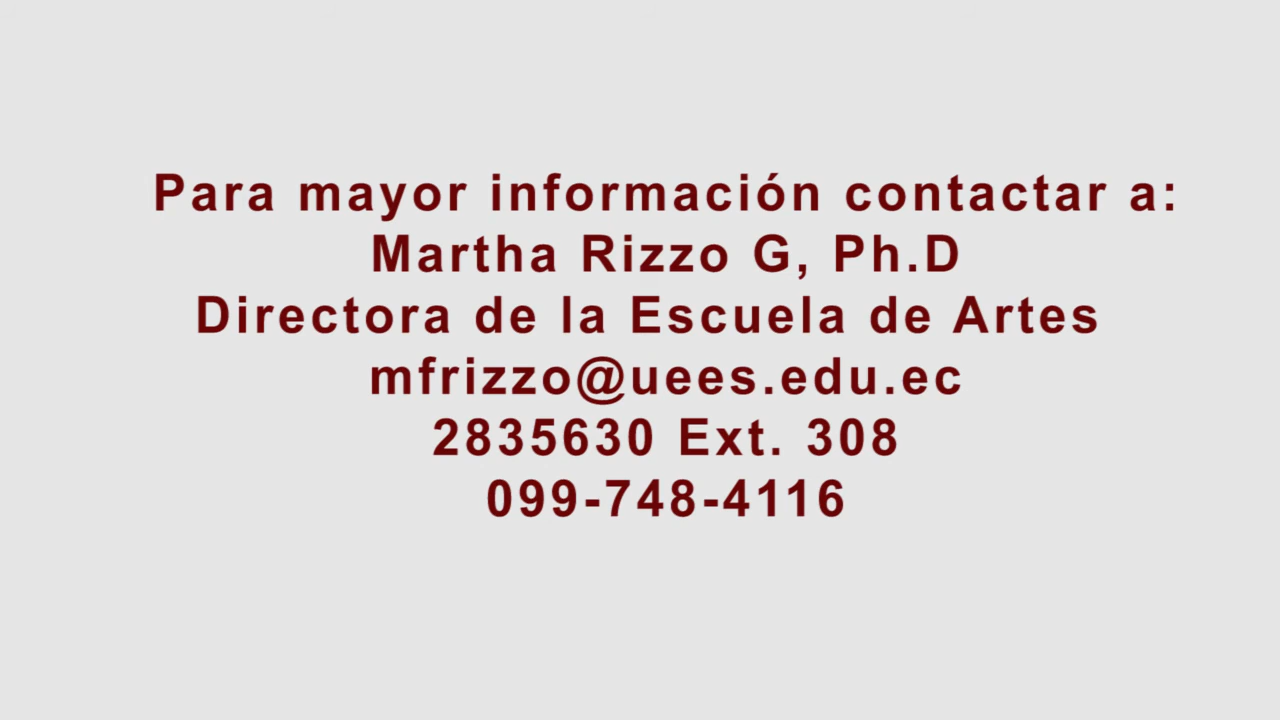 Para mayor información contactar a:
Martha Rizzo G, Ph.D
Directora de la Escuela de Artes
mfrizzo@uees.edu.ec
2835630 Ext. 308
099-748-4116